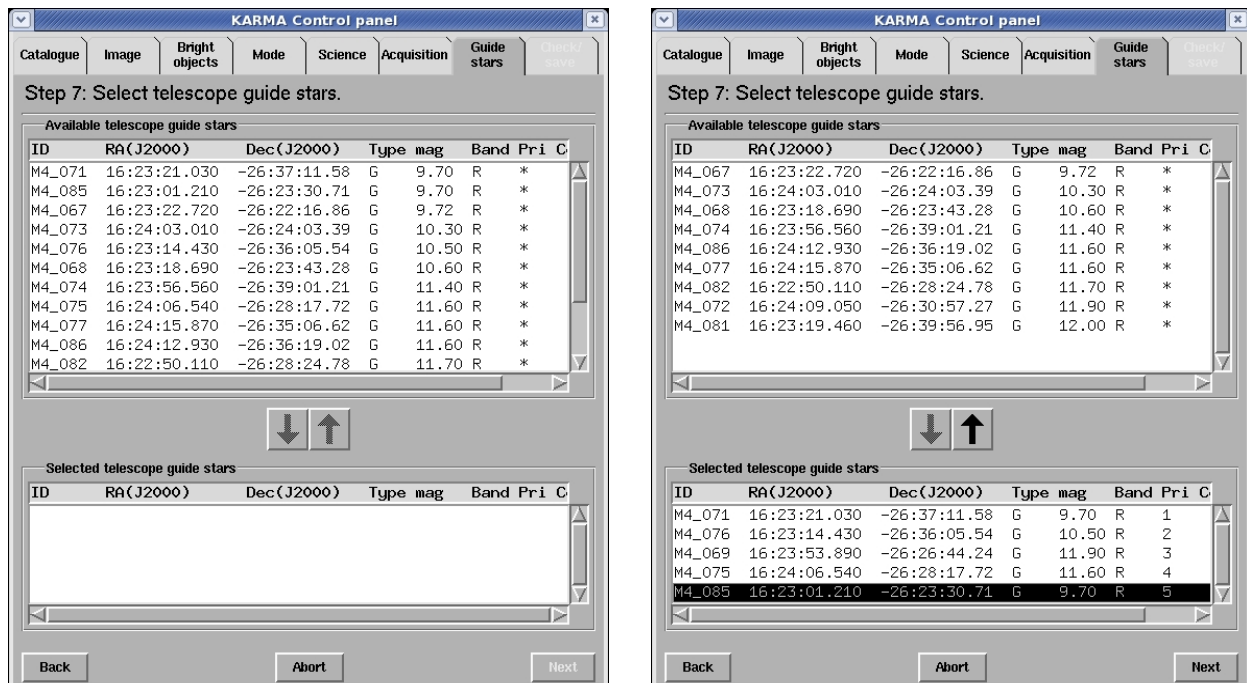 KARMA Control panel
Catalogue Image Bright objects Mode Science Acquisition Guide stars Check/ save
Step 7: Select telescope guide stars.
Available telescope guide stars
ID RA(J2000) Dec(J2000) Type mag Band Pri C
M4_071 16:23:21.030 -26:37:11.58 G 9.70 R *
M4_085 16:23:01.210 -26:23:30.71 G 9.70 R *
M4_067 16:23:22.720 -26:22:16.86 G 9.72 R *
M4_073 16:24:03.010 -26:24:03.39 G 10.30 R *
M4_076 16:23:14.430 -26:36:05.54 G 10.50 R *
M4_068 16:23:18.690 -26:23:43.28 G 10.60 R *
M4_074 16:23:56.560 -26:39:01.21 G 11.40 R *
M4_075 16:24:06.540 -26:28:17.72 G 11.60 R *
M4_077 16:24:15.870 -26:35:06.62 G 11.60 R *
M4_086 16:24:12.930 -26:36:19.02 G 11.60 R *
M4_082 16:22:50.110 -26:28:24.78 G 11.70 R *
Selected telescope guide stars
ID RA(J2000) Dec(J2000) Type mag Band Pri C
Back Abort Next
KARMA Control panel
Catalogue Image Bright objects Mode Science Acquisition Guide stars Check/ save
Step 7: Select telescope guide stars.
Available telescope guide stars
ID RA(J2000) Dec(J2000) Type mag Band Pri C
M4_067 16:23:22.720 -26:22:16.86 G 9.72 R *
M4_073 16:24:03.010 -26:24:03.39 G 10.30 R *
M4_068 16:23:18.690 -26:23:43.28 G 10.60 R *
M4_074 16:23:56.560 -26:39:01.21 G 11.40 R *
M4_086 16:24:12.930 -26:36:19.02 G 11.60 R *
M4_077 16:24:15.870 -26:35:06.62 G 11.60 R *
M4_082 16:22:50.110 -26:28:24.78 G 11.70 R *
M4_072 16:24:09.050 -26:30:57.27 G 11.90 R *
M4_081 16:23:19.460 -26:39:56.95 G 12.00 R *
Selected telescope guide stars
ID RA(J2000) Dec(J2000) Type mag Band Pri C
M4_071 16:23:21.030 -26:37:11.58 G 9.70 R 1
M4_076 16:23:14.430 -26:36:05.54 G 10.50 R 2
M4_069 16:23:53.890 -26:26:44.24 G 11.90 R 3
M4_075 16:24:06.540 -26:28:17.72 G 11.60 R 4
M4_085 16:23:01.210 -26:23:30.71 G 9.70 R 5
Back Abort Next